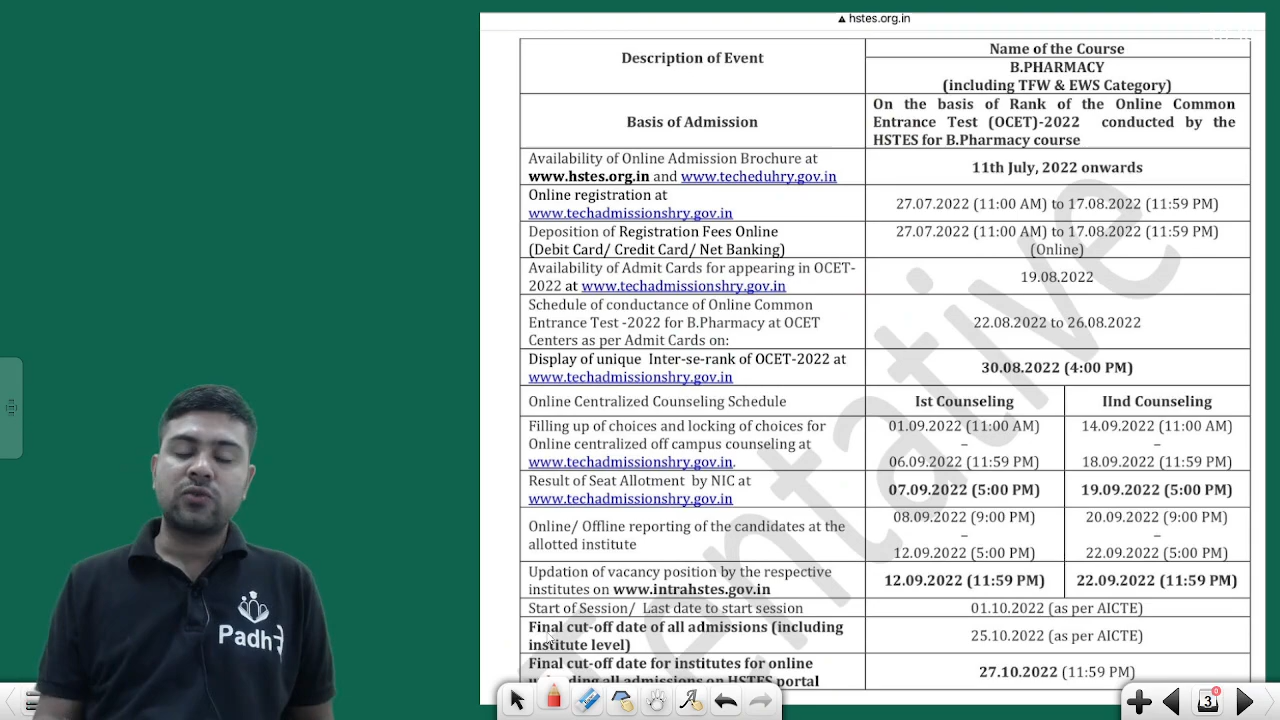 hstes.org.in
Description of Event
Name of the Course
B.PHARMACY
(including TFW & EWS Category)
Basis of Admission
On the basis of Rank of the Online Common
Entrance Test (OCET)-2022 conducted by the
HSTES for B.Pharmacy course
Availability of Online Admission Brochure at
www.hstes.org.in and www.techeduhry.gov.in
11th July, 2022 onwards
Online registration at
www.techadmissionshry.gov.in
27.07.2022 (11:00 AM) to 17.08.2022 (11:59 PM)
Deposition of Registration Fees Online
(Debit Card/ Credit Card/ Net Banking)
27.07.2022 (11:00 AM) to 17.08.2022 (11:59 PM)
(Online)
Availability of Admit Cards for appearing in OCET-
2022 at www.techadmissionshry.gov.in
19.08.2022
Schedule of conductance of Online Common
Entrance Test -2022 for B.Pharmacy at OCET
Centers as per Admit Cards on:
22.08.2022 to 26.08.2022
Display of unique Inter-se-rank of OCET-2022 at
www.techadmissionshry.gov.in
30.08.2022 (4:00 PM)
Online Centralized Counseling Schedule
Ist Counseling
IInd Counseling
Filling up of choices and locking of choices for
Online centralized off campus counseling at
www.techadmissionshry.gov.in.
01.09.2022 (11:00 AM)
–
06.09.2022 (11:59 PM)
14.09.2022 (11:00 AM)
–
18.09.2022 (11:59 PM)
Result of Seat Allotment by NIC at
www.techadmissionshry.gov.in
07.09.2022 (5:00 PM)
19.09.2022 (5:00 PM)
Online/ Offline reporting of the candidates at the
allotted institute
08.09.2022 (9:00 PM)
–
12.09.2022 (5:00 PM)
20.09.2022 (9:00 PM)
–
22.09.2022 (5:00 PM)
Updation of vacancy position by the respective
institutes on www.intrahstes.gov.in
12.09.2022 (11:59 PM)
22.09.2022 (11:59 PM)
Start of Session/ Last date to start session
01.10.2022 (as per AICTE)
Final cut-off date of all admissions (including
institute level)
25.10.2022 (as per AICTE)
Final cut-off date for institutes for online
all admissions on HSTES portal
27.10.2022 (11:59 PM)
Padhरे
3
0